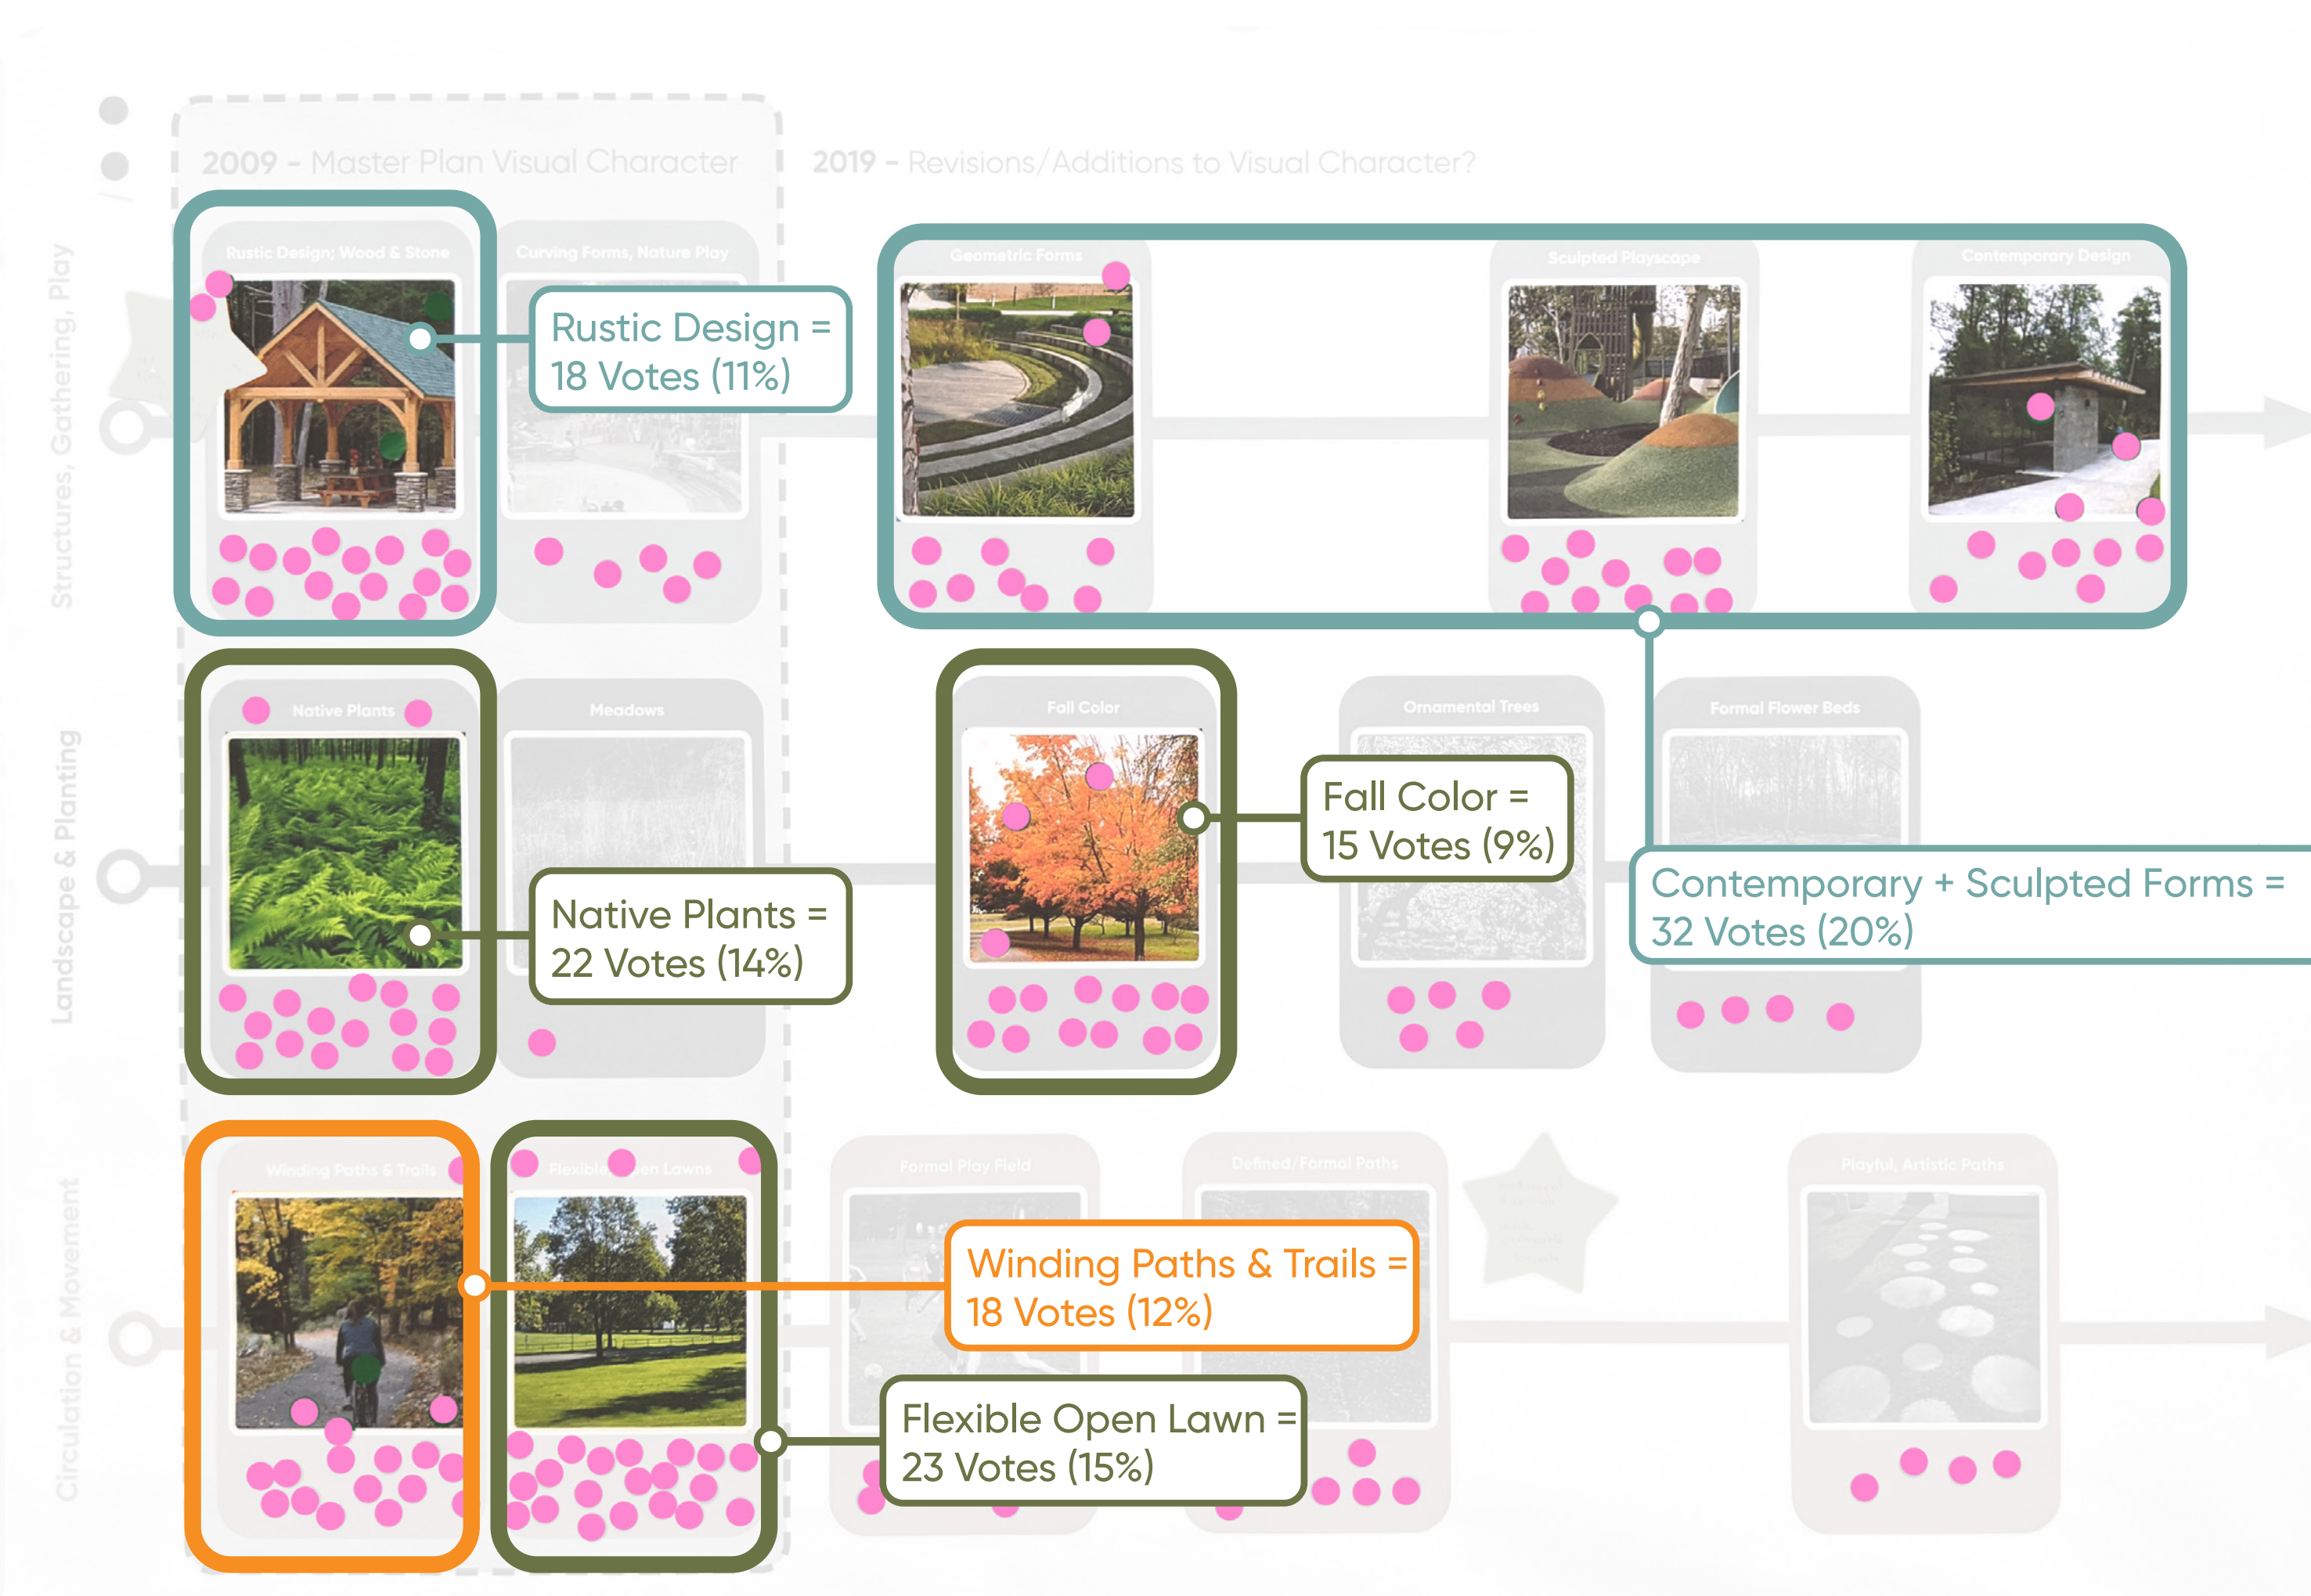 2009 - Master Plan Visual Character
2019 - Revisions/Additions to Visual Character?
Structures, Gathering, Play
Rustic Design; Wood & Stone
Curving Forms, Nature Play
Geometric Forms
Sculpted Playscape
Contemporary Design
Rustic Design =
18 Votes (11%)
Landscape & Planting
Native Plants
Meadows
Fall Color
Ornamental Trees
Formal Flower Beds
Fall Color =
15 Votes (9%)
Contemporary + Sculpted Forms =
32 Votes (20%)
Native Plants =
22 Votes (14%)
Circulation & Movement
Winding Paths & Trails
Flexible, Open Lawns
Formal Play Field
Defined/Formal Paths
Playful, Artistic Paths
Winding Paths & Trails =
18 Votes (12%)
Flexible Open Lawn =
23 Votes (15%)